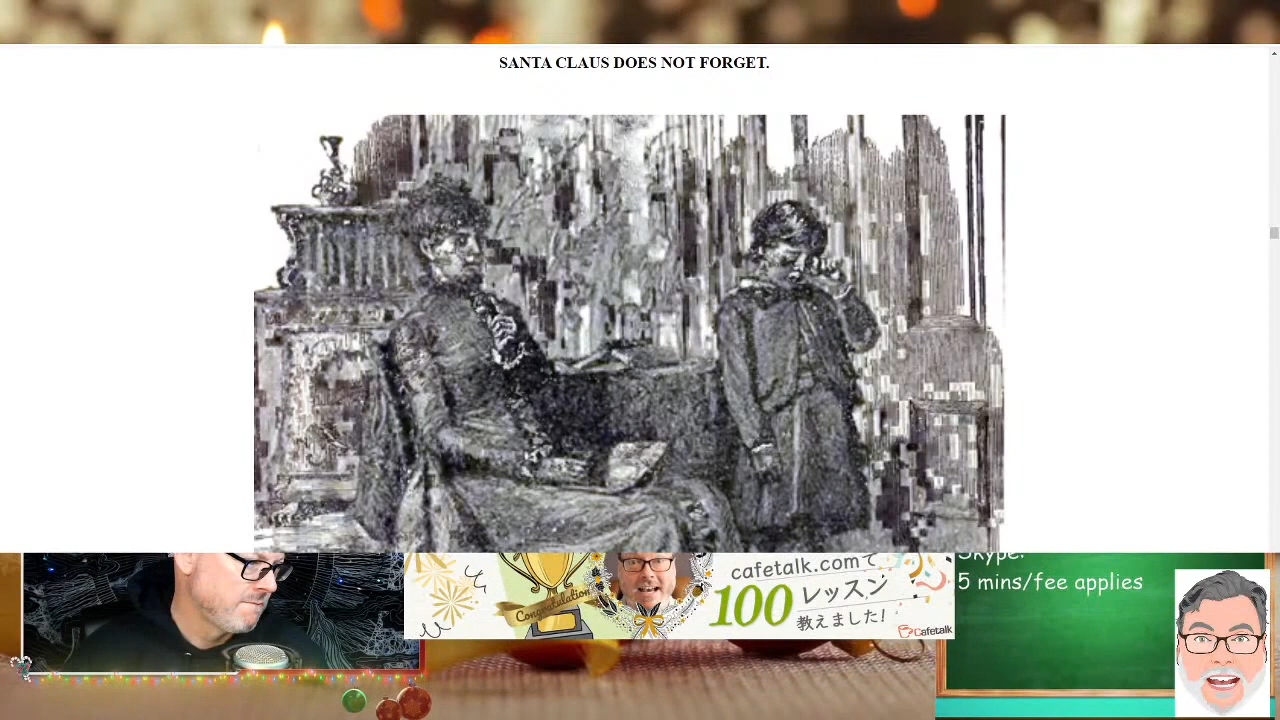 SANTA CLAUS DOES NOT FORGET.
Skype:
5 mins/fee applies
Congratulation
cafetalk.comで
100 レッスン
教えました!
Cafetalk